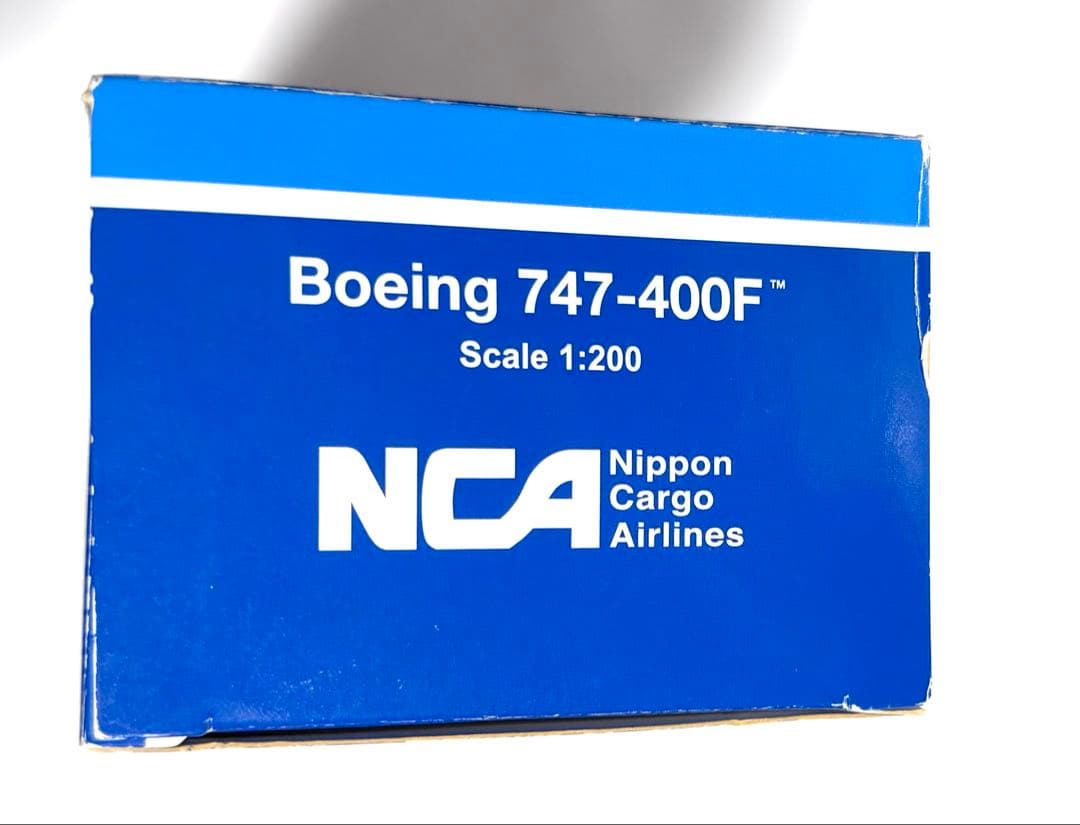 Boeing 747-400F™
Scale 1:200
NCA
Nippon
Cargo
Airlines